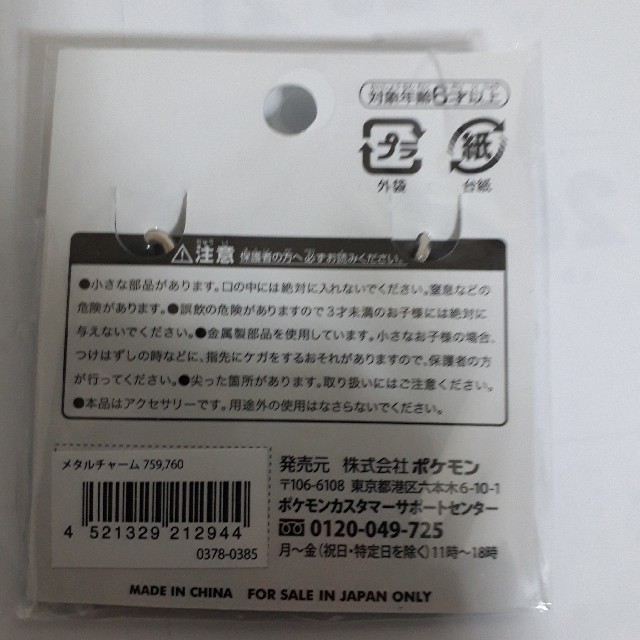 プラ
紙
外袋
台紙
⚠注意 保護者の方へ必ずお読みください。
●小さな部品があります。口の中には絶対に入れないでください。窒息などの
危険があります。●誤飲の危険がありますので3才未満のお子様には絶対に
与えないでください。●金属製部品を使用しています。小さなお子様の場合、
つけはずしの時などに、指先にケガをするおそれがありますので、保護者の方
が行ってください。●尖った箇所があります。取り扱いにはご注意ください。
●本品はアクセサリーです。用途外の使用はなさらないでください。
メタルチャーム 759,760
4 521329 212944
0378-0385
発売元 株式会社 ポケモン
〒106-6108 東京都港区六本木6-10-1
ポケモンカスタマーサポートセンター
0120-049-725
月～金(祝日・特定日を除く)11時～18時
MADE IN CHINA FOR SALE IN JAPAN ONLY